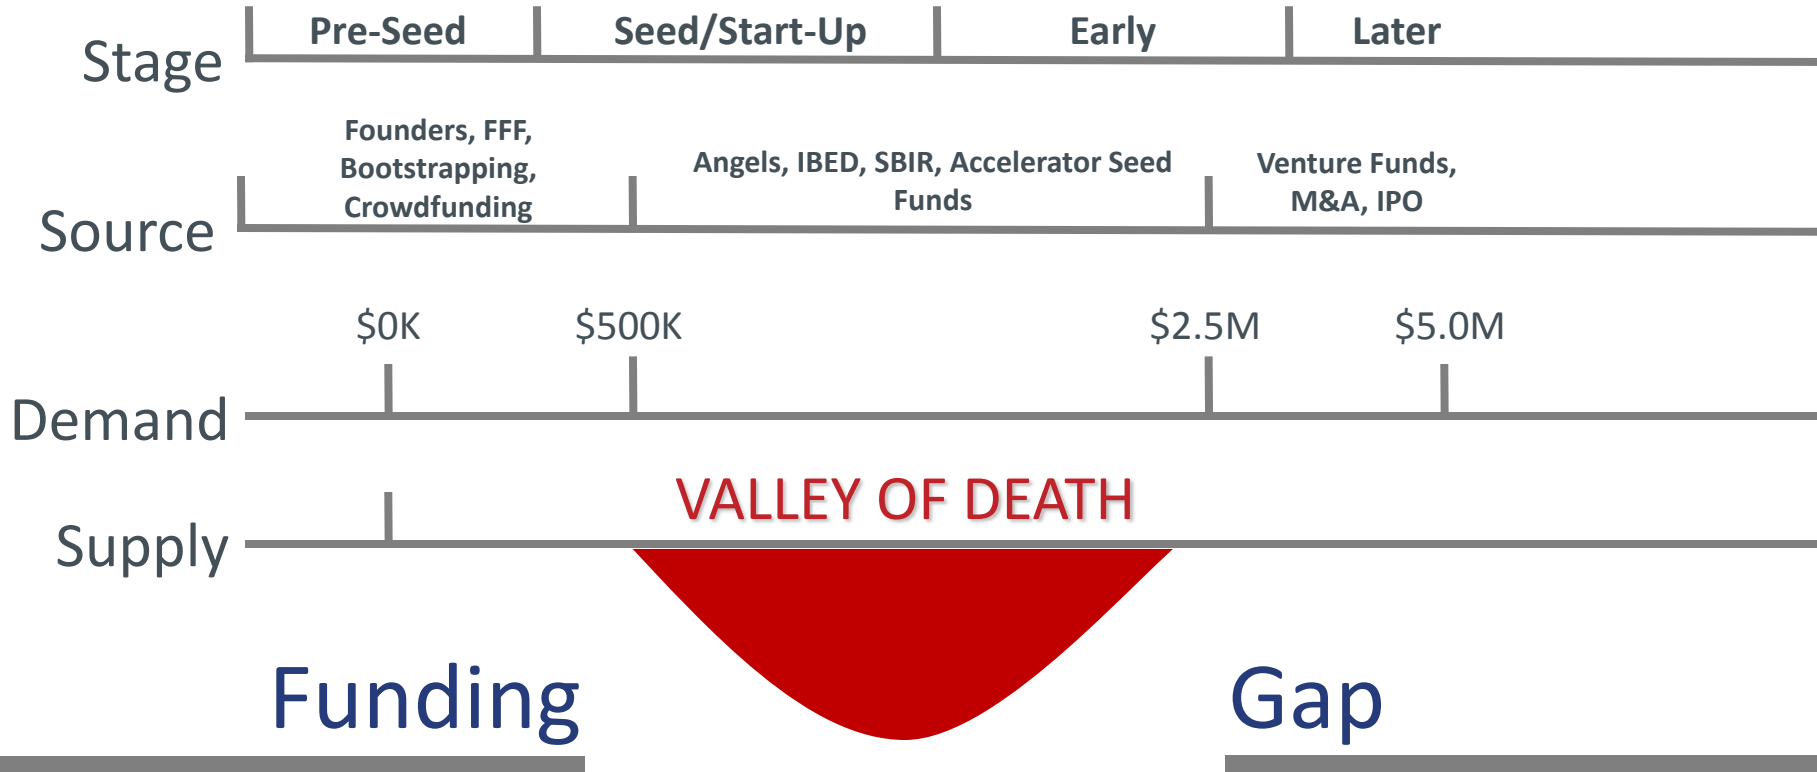 Stage
Pre-Seed
Seed/Start-Up
Early
Later
Source
Founders, FFF,
Bootstrapping,
Crowdfunding
Angels, IBED, SBIR, Accelerator Seed
Funds
Venture Funds,
M&A, IPO
Demand
$0K
$500K
$2.5M
$5.0M
Supply
VALLEY OF DEATH
Funding
Gap